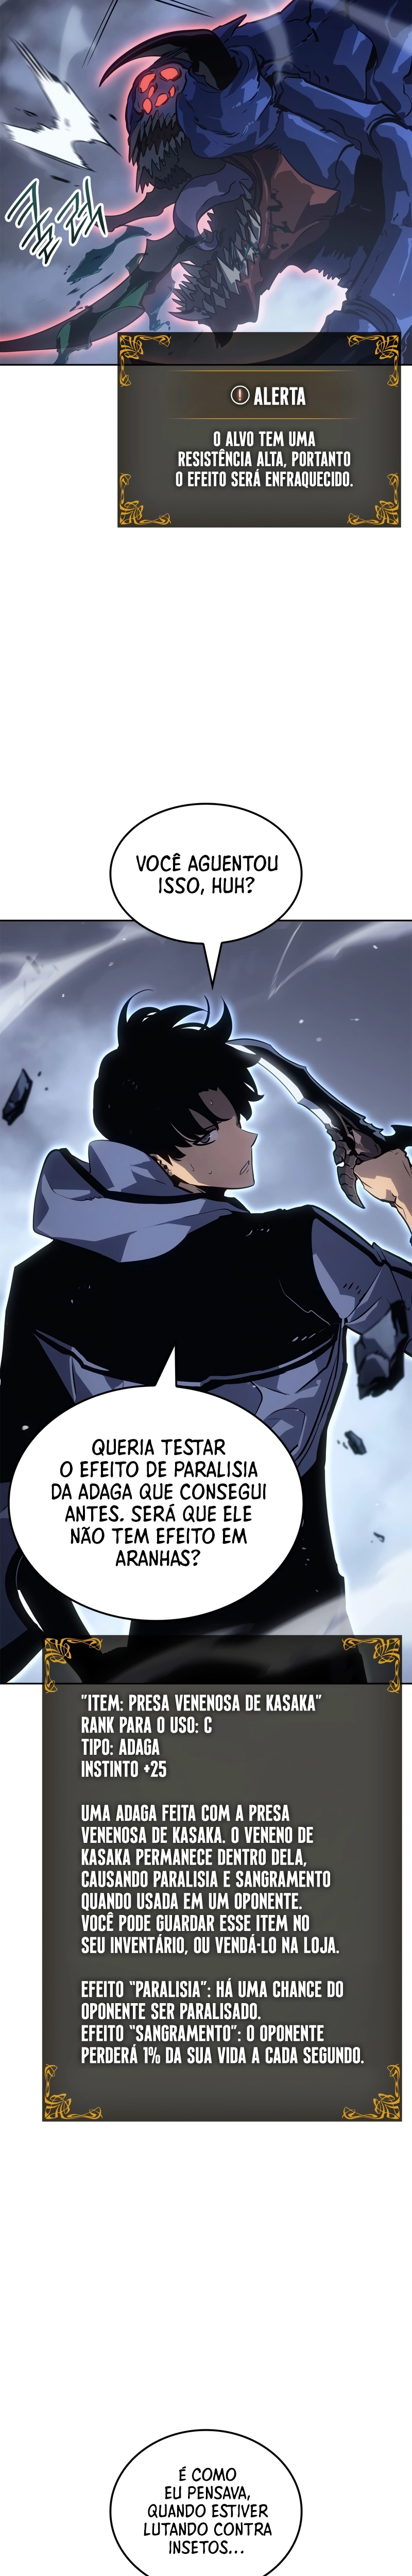 콜럭
ALERTA
O ALVO TEM UMA
RESISTÊNCIA ALTA, PORTANTO
O EFEITO SERÁ ENFRAQUECIDO.
VOCÊ AGUENTOU
ISSO, HUH?
QUERIA TESTAR
O EFEITO DE PARALISIA
DA ADAGA QUE CONSEGUI
ANTES. SERÁ QUE ELE
NÃO TEM EFEITO EM
ARANHAS?
"ITEM: PRESA VENENOSA DE KASAKA"
RANK PARA O USO: C
TIPO: ADAGA
INSTINTO +25
UMA ADAGA FEITA COM A PRESA
VENENOSA DE KASAKA. O VENENO DE
KASAKA PERMANECE DENTRO DELA,
CAUSANDO PARALISIA E SANGRAMENTO
QUANDO USADA EM UM OPONENTE.
VOCÊ PODE GUARDAR ESSE ITEM NO
SEU INVENTÁRIO, OU VENDÁ-LO NA LOJA.
EFEITO "PARALISIA": HÁ UMA CHANCE DO
OPONENTE SER PARALISADO.
EFEITO "SANGRAMENTO": O OPONENTE
PERDERÁ 1% DA SUA VIDA A CADA SEGUNDO.
É COMO
EU PENSAVA,
QUANDO ESTIVER
LUTANDO CONTRA
INSETOS...